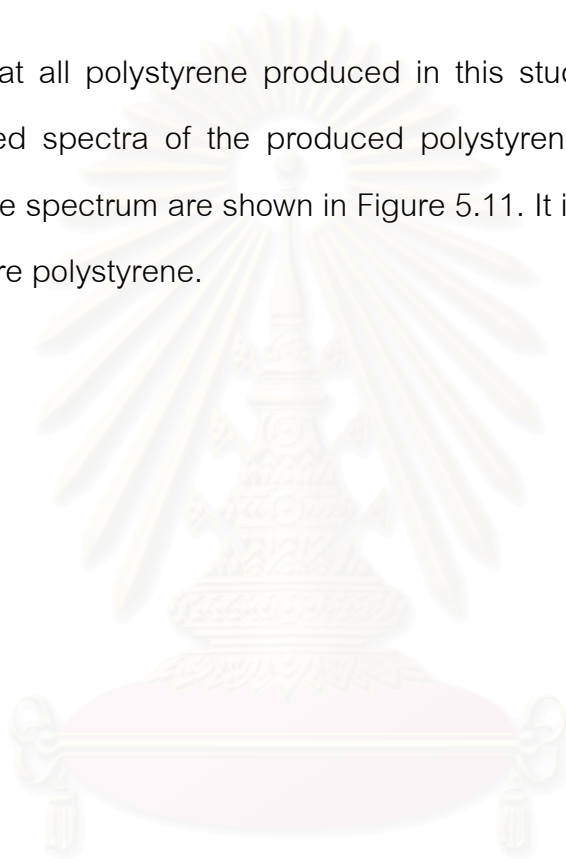 at all polystyrene produced in this stud
ed spectra of the produced polystyren
e spectrum are shown in Figure 5.11. It i
re polystyrene.